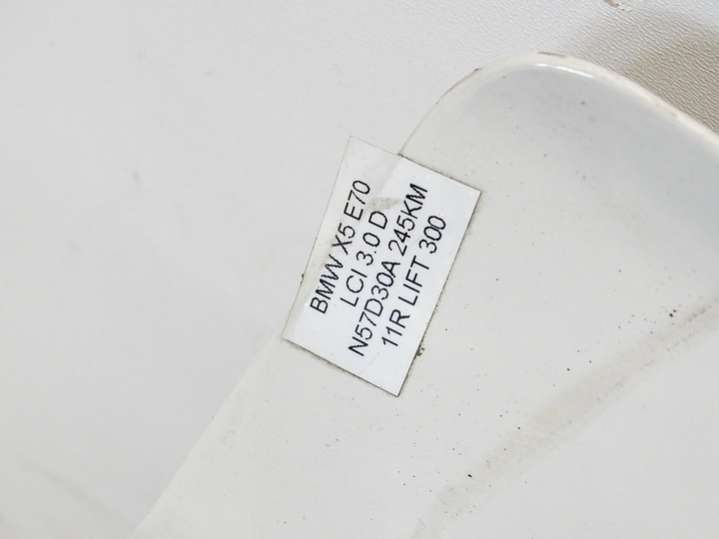 BMW X5 E70
LCI 3.0 D
N57D30A 245KM
11R LIFT 300